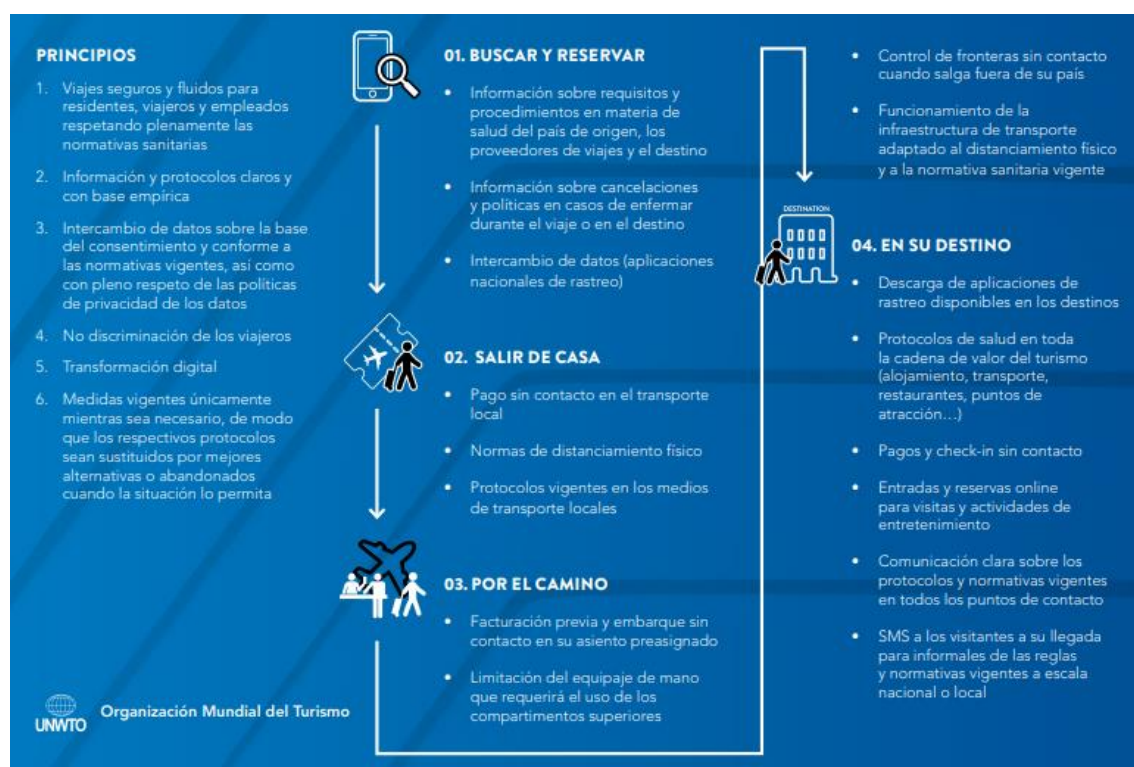 PRINCIPIOS
1. Viajes seguros y fluidos para
residentes, viajeros y empleados
respetando plenamente las
normativas sanitarias
2. Información y protocolos claros y
con base empírica
3. Intercambio de datos sobre la base
del consentimiento y conforme a
las normativas vigentes, así como
con pleno respeto de las políticas
de privacidad de los datos
4. No discriminación de los viajeros
5. Transformación digital
6. Medidas vigentes únicamente
mientras sea necesario, de modo
que los respectivos protocolos
sean sustituidos por mejores
alternativas o abandonados
cuando la situación lo permita
UNWTO
Organización Mundial del Turismo
01. BUSCAR Y RESERVAR
• Información sobre requisitos y
procedimientos en materia de
salud del país de origen, los
proveedores de viajes y el destino
• Información sobre cancelaciones
y políticas en casos de enfermar
durante el viaje o en el destino
• Intercambio de datos (aplicaciones
nacionales de rastreo)
02. SALIR DE CASA
• Pago sin contacto en el transporte
local
• Normas de distanciamiento físico
• Protocolos vigentes en los medios
de transporte locales
03. POR EL CAMINO
• Facturación previa y embarque sin
contacto en su asiento preasignado
• Limitación del equipaje de mano
que requerirá el uso de los
compartimentos superiores
• Control de fronteras sin contacto
cuando salga fuera de su país
• Funcionamiento de la
infraestructura de transporte
adaptado al distanciamiento físico
y a la normativa sanitaria vigente
DESTINATION
04. EN SU DESTINO
• Descarga de aplicaciones de
rastreo disponibles en los destinos
• Protocolos de salud en toda
la cadena de valor del turismo
(alojamiento, transporte,
restaurantes, puntos de
atracción…)
• Pagos y check-in sin contacto
• Entradas y reservas online
para visitas y actividades de
entretenimiento
• Comunicación clara sobre los
protocolos y normativas vigentes
en todos los puntos de contacto
• SMS a los visitantes a su llegada
para informales de las reglas
y normativas vigentes a escala
nacional o local